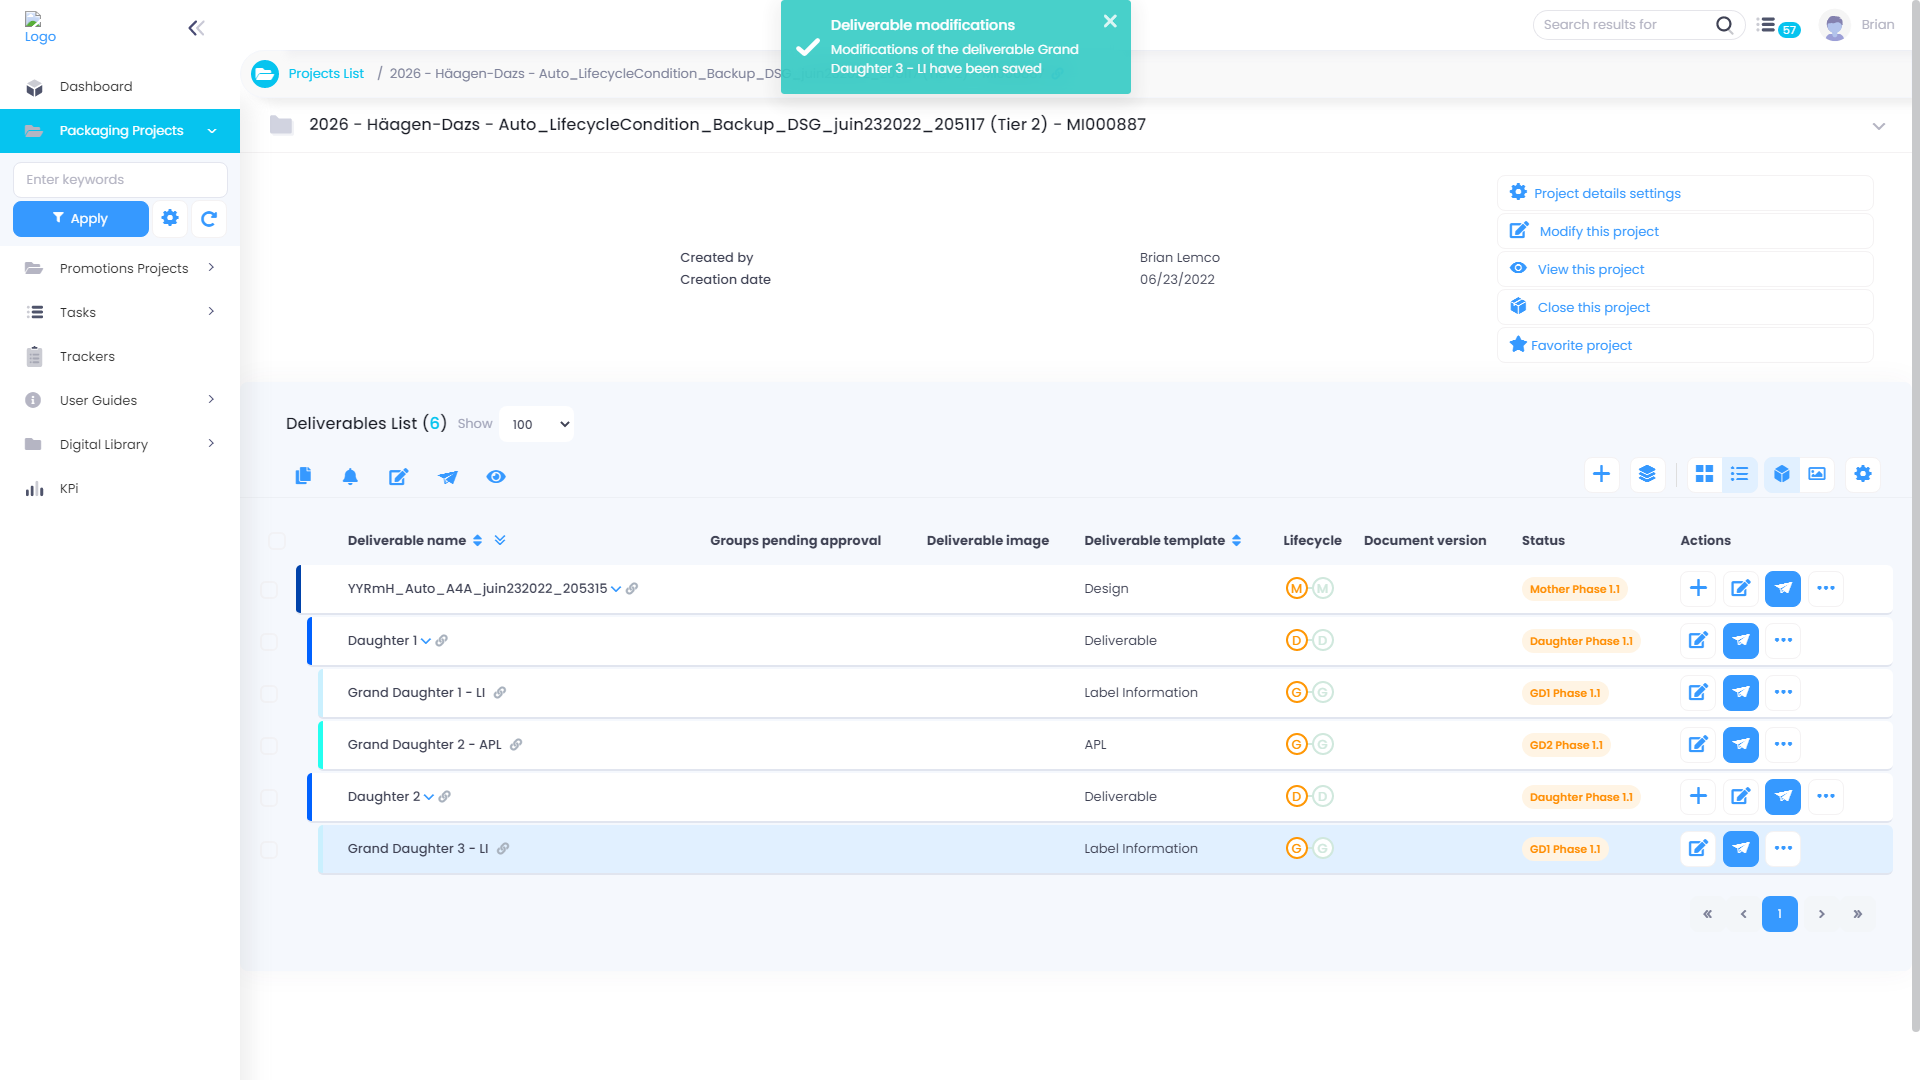 Logo
Dashboard
Packaging Projects
Enter keywords
Apply
Promotions Projects
Tasks
Trackers
User Guides
Digital Library
KPi
Deliverable modifications
Modifications of the deliverable Grand
Daughter 3 - LI have been saved
Search results for
57
Brian
Projects List / 2026 - Häagen-Dazs - Auto_LifecycleCondition_Backup_DSG_
2026 - Häagen-Dazs - Auto_LifecycleCondition_Backup_DSG_juin232022_205117 (Tier 2) - MI000887
Created by Brian Lemco
Creation date 06/23/2022
Project details settings
Modify this project
View this project
Close this project
Favorite project
Deliverables List (6) Show 100
Deliverable name Groups pending approval Deliverable image Deliverable template Lifecycle Document version Status Actions
YYRmH_Auto_A4A_juin232022_205315 Design M M Mother Phase 1.1
Daughter 1 Deliverable D D Daughter Phase 1.1
Grand Daughter 1 - LI Label Information G G GD1 Phase 1.1
Grand Daughter 2 - APL APL G G GD2 Phase 1.1
Daughter 2 Deliverable D D Daughter Phase 1.1
Grand Daughter 3 - LI Label Information G G GD1 Phase 1.1
« ‹ 1 › »